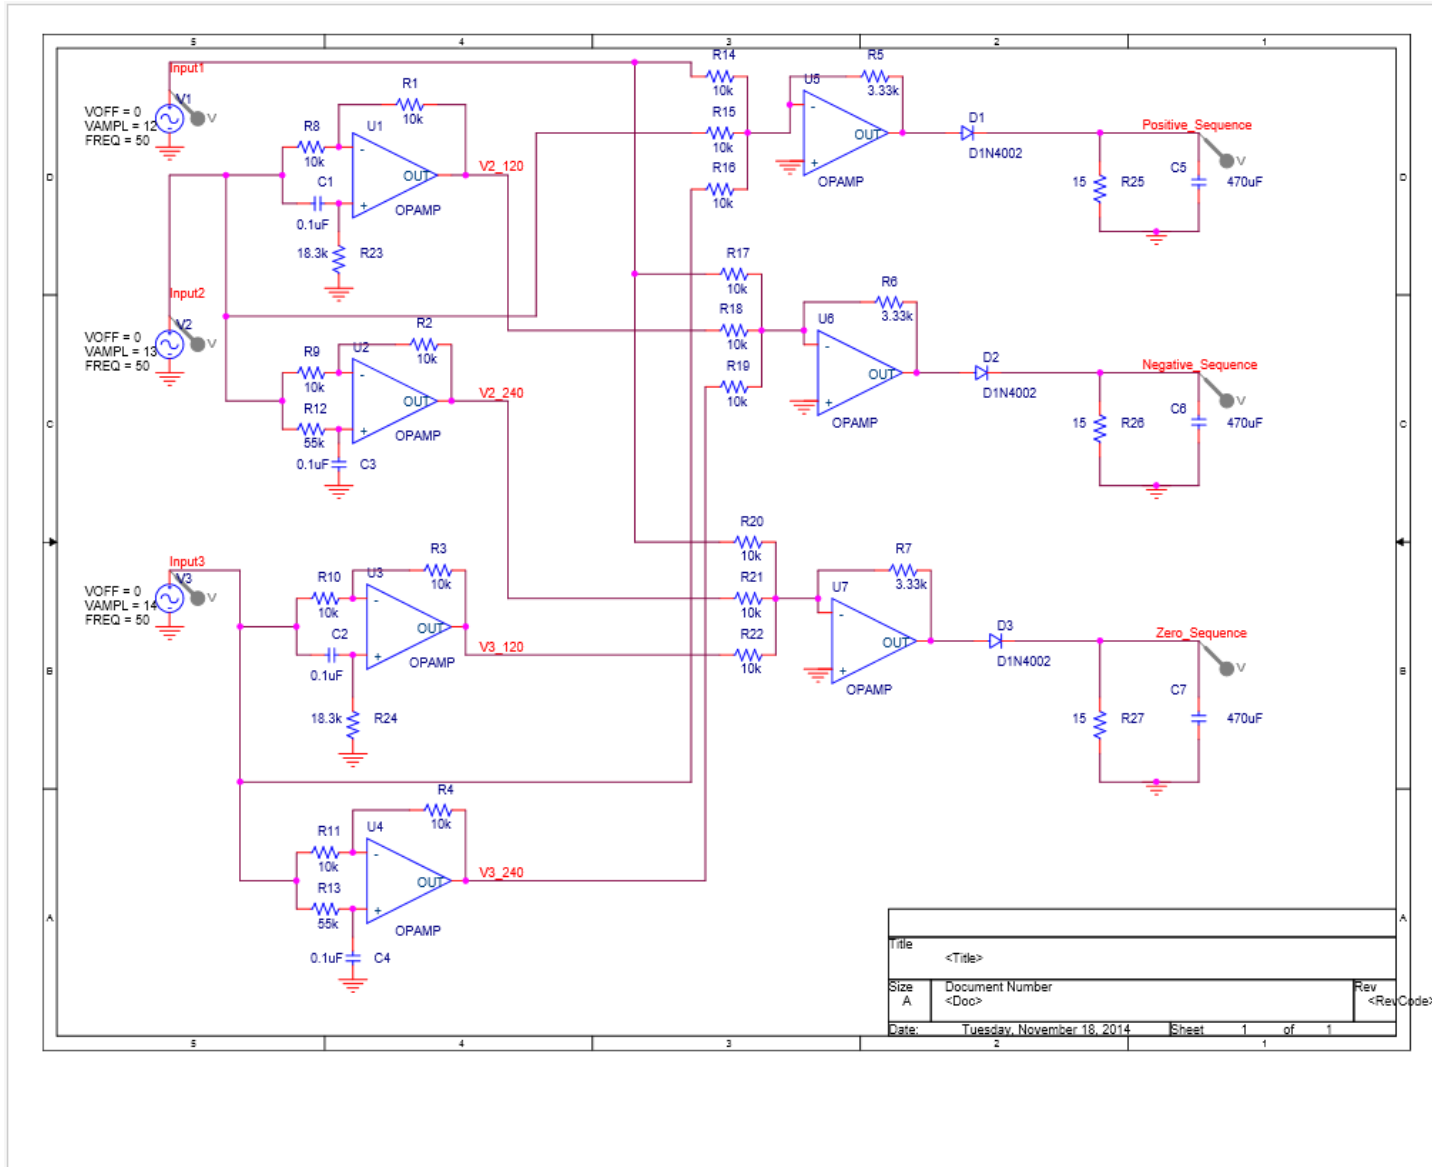 5 4 3 2 1
Input1
V1
V
VOFF = 0
VAMPL = 12
FREQ = 50
R8
10k
C1
0.1uF
R1
10k
U1
-
+
OUT
OPAMP
18.3k
R23
V2_120
Input2
V2
V
VOFF = 0
VAMPL = 13
FREQ = 50
R9
10k
R12
55k
0.1uF
C3
R2
10k
U2
-
+
OUT
OPAMP
V2_240
Input3
V3
V
VOFF = 0
VAMPL = 14
FREQ = 50
R10
10k
C2
0.1uF
R3
10k
U3
-
+
OUT
OPAMP
18.3k
R24
V3_120
R11
10k
R13
55k
0.1uF
C4
R4
10k
U4
-
+
OUT
OPAMP
V3_240
R14
10k
R15
10k
R16
10k
U5
-
+
OUT
OPAMP
R5
3.33k
D1
D1N4002
Positive_Sequence
V
15
R25
C5
470uF
R17
10k
R18
10k
R19
10k
U6
-
+
OUT
OPAMP
R6
3.33k
D2
D1N4002
Negative_Sequence
V
15
R26
C6
470uF
R20
10k
R21
10k
R22
10k
U7
-
+
OUT
OPAMP
R7
3.33k
D3
D1N4002
Zero_Sequence
V
15
R27
C7
470uF
D
C
B
A
D
C
B
A
Title
<Title>
Size
A
Document Number
<Doc>
Rev
<RevCode>
Date: Tuesday, November 18, 2014 Sheet 1 of 1
5 4 3 2 1